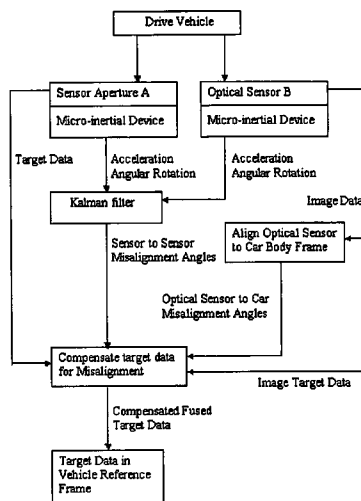 Drive Vehicle
Sensor Aperture A
Micro-inertial Device
Optical Sensor B
Micro-inertial Device
Target Data
Acceleration
Angular Rotation
Acceleration
Angular Rotation
Kalman filter
Image Data
Align Optical Sensor
to Car Body Frame
Sensor to Sensor
Misalignment
Angles
Optical Sensor to Car
Misalignment Angles
Compensate target data
for Misalignment
Image Target Data
Compensated Fused
Target Data
Target Data in
Vehicle Reference
Frame